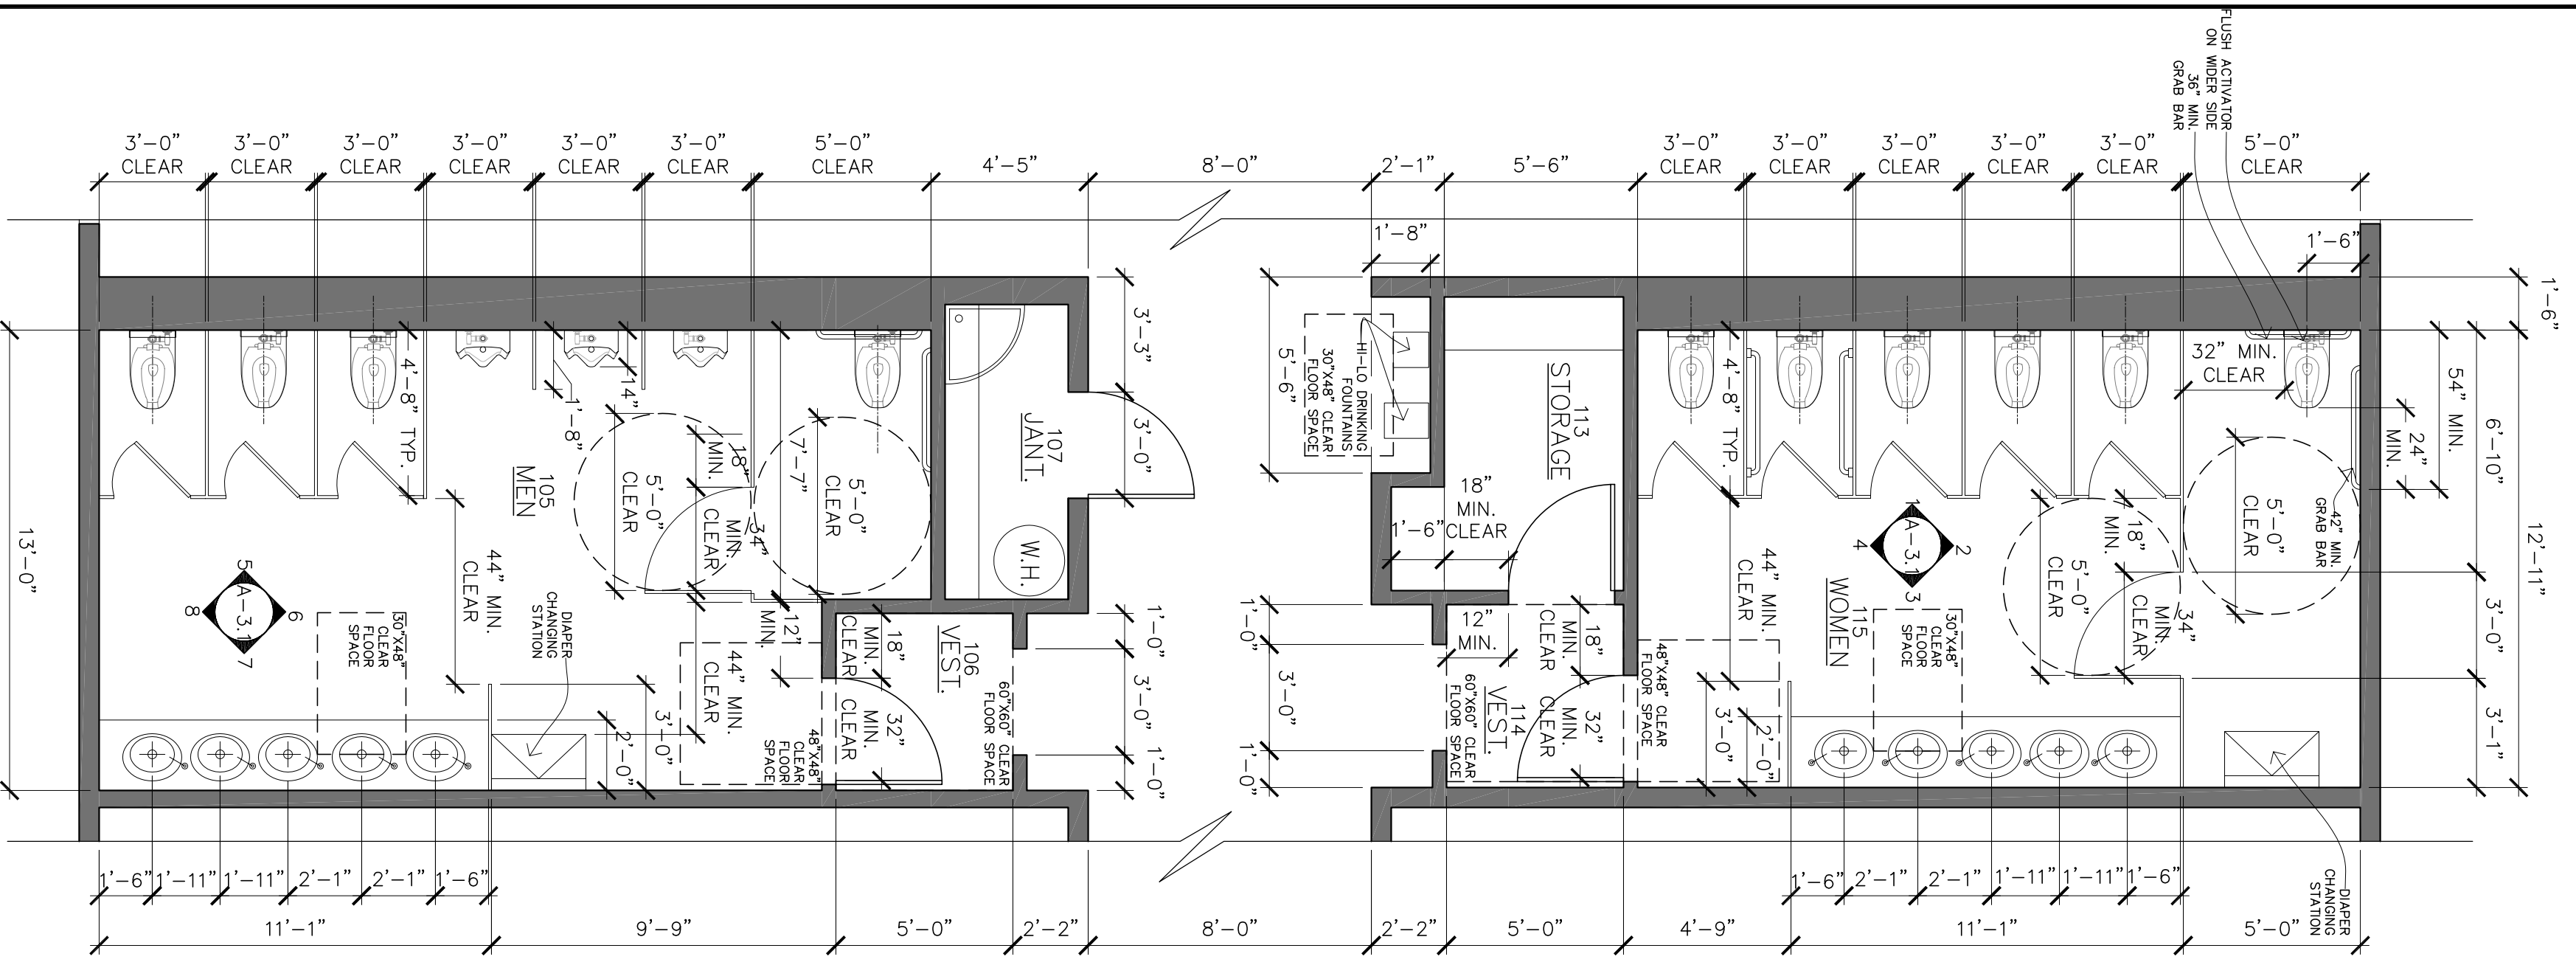 FLUSH ACTIVATOR
ON WIDER SIDE
36” MIN.
GRAB BAR
3’-0”
CLEAR
3’-0”
CLEAR
3’-0”
CLEAR
3’-0”
CLEAR
3’-0”
CLEAR
3’-0”
CLEAR
5’-0”
CLEAR
4’-5”
8’-0”
2’-1”
5’-6”
3’-0”
CLEAR
3’-0”
CLEAR
3’-0”
CLEAR
3’-0”
CLEAR
3’-0”
CLEAR
5’-0”
CLEAR
1’-8”
1’-6”
1’-6”
13’-0”
4’-8” TYP.
14”
1’-8”
105
MEN
5’-0”
CLEAR
18”
MIN.
34”
MIN.
CLEAR
7’-7”
5’-0”
CLEAR
12”
MIN.
44” MIN.
CLEAR
5
6
7
8
A-3.1
30”X48”
CLEAR
FLOOR
SPACE
DIAPER
CHANGING
STATION
3’-0”
2’-0”
44” MIN.
CLEAR
48”X48”
CLEAR
FLOOR
SPACE
18”
MIN.
CLEAR
32”
MIN.
CLEAR
106
VEST.
60”X60” CLEAR
FLOOR SPACE
107
JANT.
W.H.
3’-3”
3’-0”
1’-0”
3’-0”
1’-0”
5’-6”
HI-LO DRINKING
FOUNTAINS
30”X48” CLEAR
FLOOR SPACE
1’-0”
3’-0”
1’-0”
113
STORAGE
18”
MIN.
CLEAR
1’-6”
12”
MIN.
18”
MIN.
CLEAR
32”
MIN.
CLEAR
114
VEST.
60”X60” CLEAR
FLOOR SPACE
48”X48” CLEAR
FLOOR SPACE
4’-8” TYP.
44” MIN.
CLEAR
3’-0”
2’-0”
1
2
3
4
A-3.1
115
WOMEN
30”X48”
CLEAR
FLOOR
SPACE
5’-0”
CLEAR
18”
MIN.
34”
MIN.
CLEAR
32” MIN.
CLEAR
5’-0”
CLEAR
42” MIN.
GRAB BAR
24”
MIN.
54” MIN.
6’-10”
3’-0”
3’-1”
12’-11”
DIAPER
CHANGING
STATION
1’-6”
1’-11”
1’-11”
2’-1”
2’-1”
1’-6”
1’-6”
2’-1”
2’-1”
1’-11”
1’-11”
1’-6”
11’-1”
9’-9”
5’-0”
2’-2”
8’-0”
2’-2”
5’-0”
4’-9”
11’-1”
5’-0”